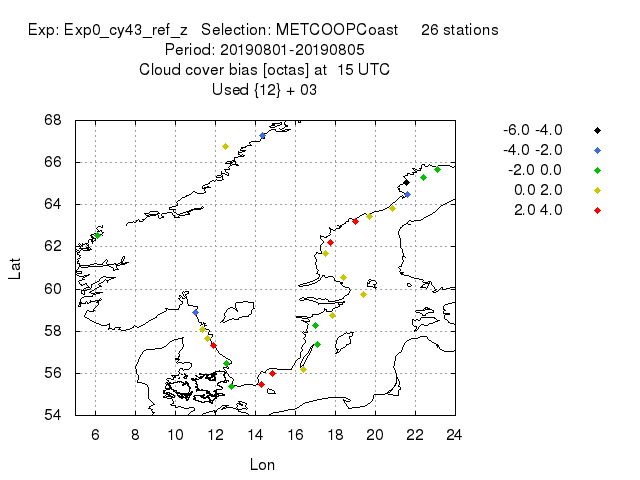 Exp: Exp0_cy43_ref_z   Selection: METCOOPCoast     26 stations
Period: 20190801-20190805
Cloud cover bias [octas] at  15 UTC
Used {12} + 03
68
66
64
62
60
58
56
54
Lat
6 8 10 12 14 16 18 20 22 24
Lon
-6.0 -4.0
-4.0 -2.0
-2.0 0.0
0.0 2.0
2.0 4.0